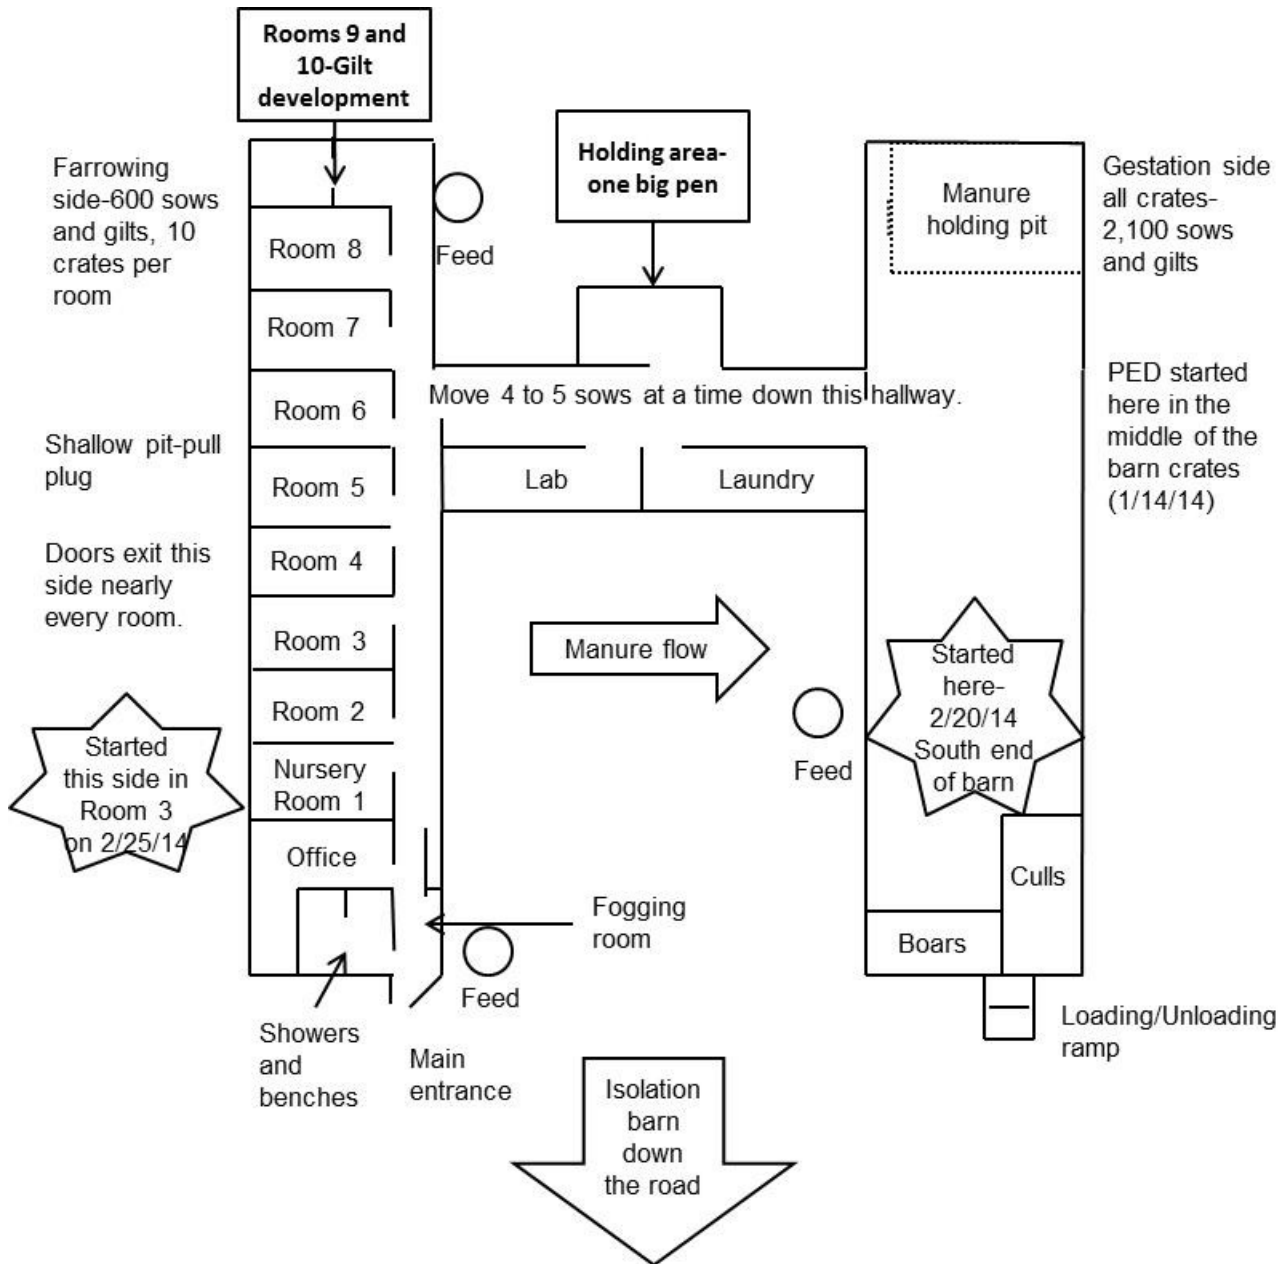 Rooms 9 and
10-Gilt
development
Holding area-
one big pen
Farrowing
side-600 sows
and gilts, 10
crates per
room
Feed
Manure
holding pit
Gestation side
all crates-
2,100 sows
and gilts
Room 8
Room 7
Room 6
Move 4 to 5 sows at a time down this hallway.
PED started
here in the
middle of the
barn crates
(1/14/14)
Shallow pit-pull
plug
Room 5
Lab
Laundry
Doors exit this
side nearly
every room.
Room 4
Room 3
Manure flow
Started
here-
2/20/14
South end
of barn
Room 2
Feed
Started
this side in
Room 3
on 2/25/14
Nursery
Room 1
Office
Culls
Boars
Fogging
room
Feed
Showers
and
benches
Main
entrance
Loading/Unloading
ramp
Isolation
barn
down
the road